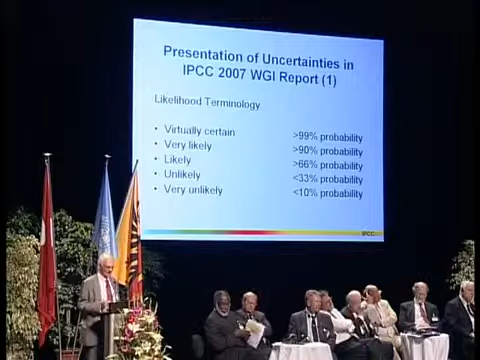 Presentation of Uncertainties in
IPCC 2007 WGI Report (1)
Likelihood Terminology
• Virtually certain >99% probability
• Very likely >90% probability
• Likely >66% probability
• Unlikely <33% probability
• Very unlikely <10% probability
IPCC